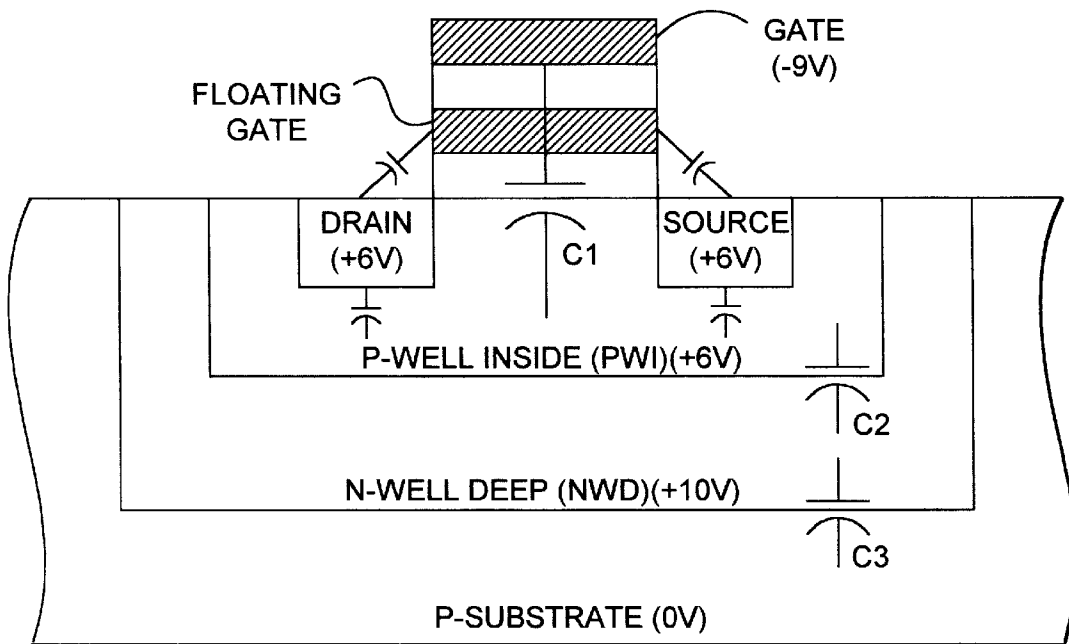 GATE
(-9V)
FLOATING
GATE
DRAIN
(+6V)
C1
SOURCE
(+6V)
P-WELL INSIDE (PWI)(+6V)
C2
N-WELL DEEP (NWD)(+10V)
C3
P-SUBSTRATE (0V)